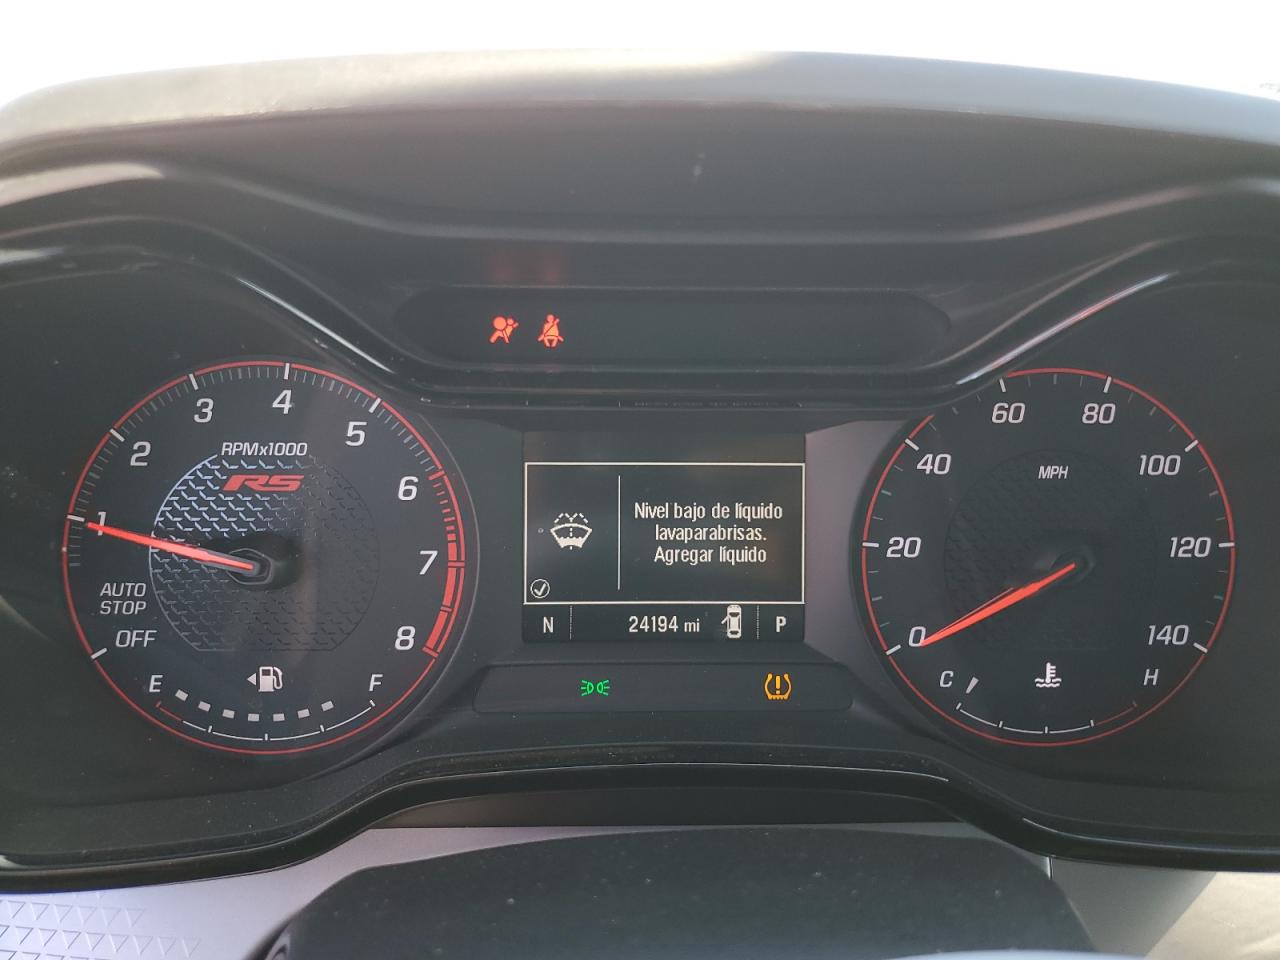 1
2
3
4
5
6
7
8
RPMx1000
RS
AUTO
STOP
OFF
E
F
Nivel bajo de líquido
lavaparabrisas.
Agregar líquido
N 24194 mi P
0
20
40
60
80
100
120
140
MPH
C
H